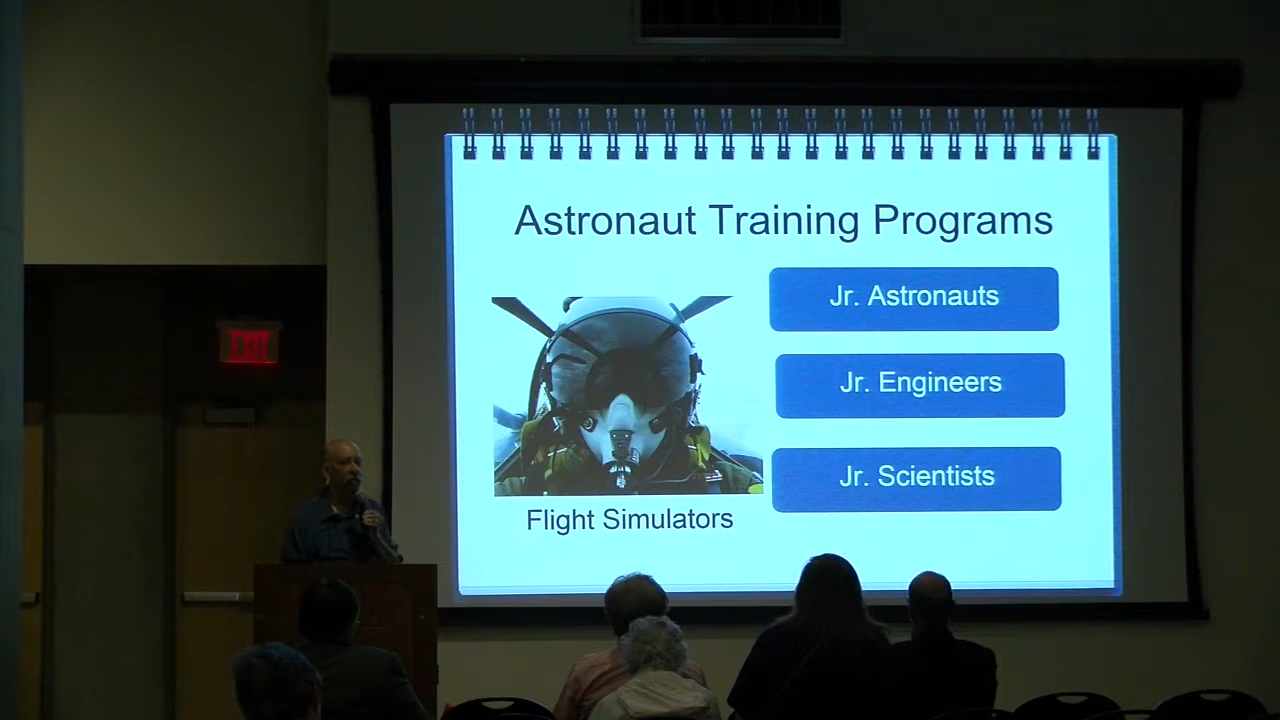 Astronaut Training Programs
Jr. Astronauts
Jr. Engineers
Jr. Scientists
Flight Simulators
EXIT